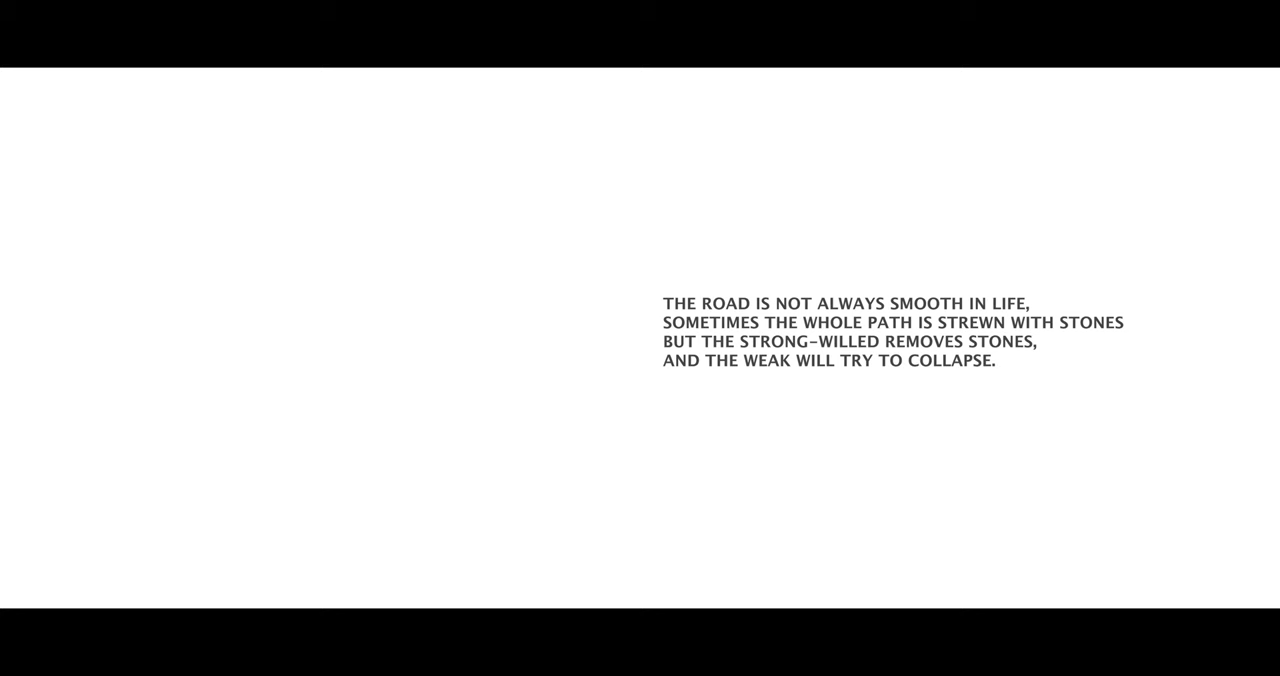 THE ROAD IS NOT ALWAYS SMOOTH IN LIFE,
SOMETIMES THE WHOLE PATH IS STREWN WITH STONES
BUT THE STRONG-WILLED REMOVES STONES,
AND THE WEAK WILL TRY TO COLLAPSE.